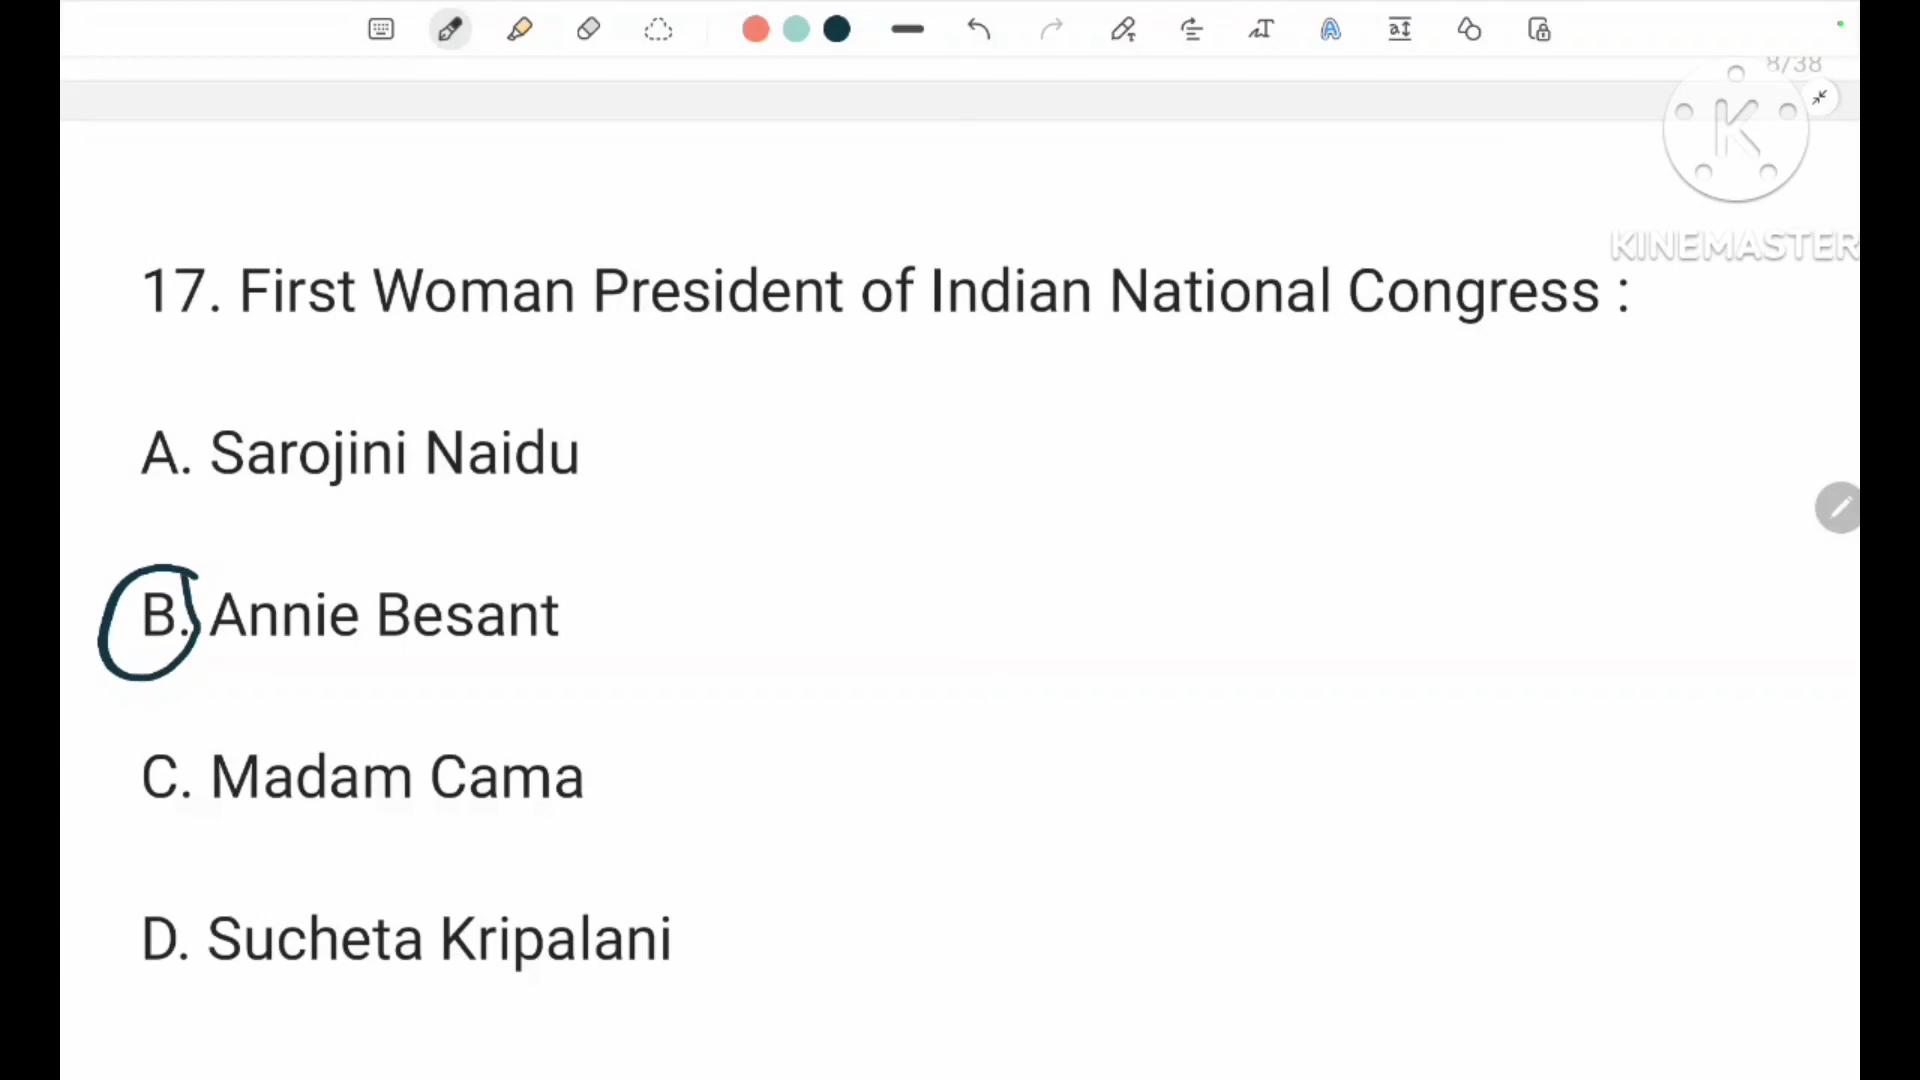 8/38
K
KINEMASTER
17. First Woman President of Indian National Congress :
A. Sarojini Naidu
B. Annie Besant
C. Madam Cama
D. Sucheta Kripalani